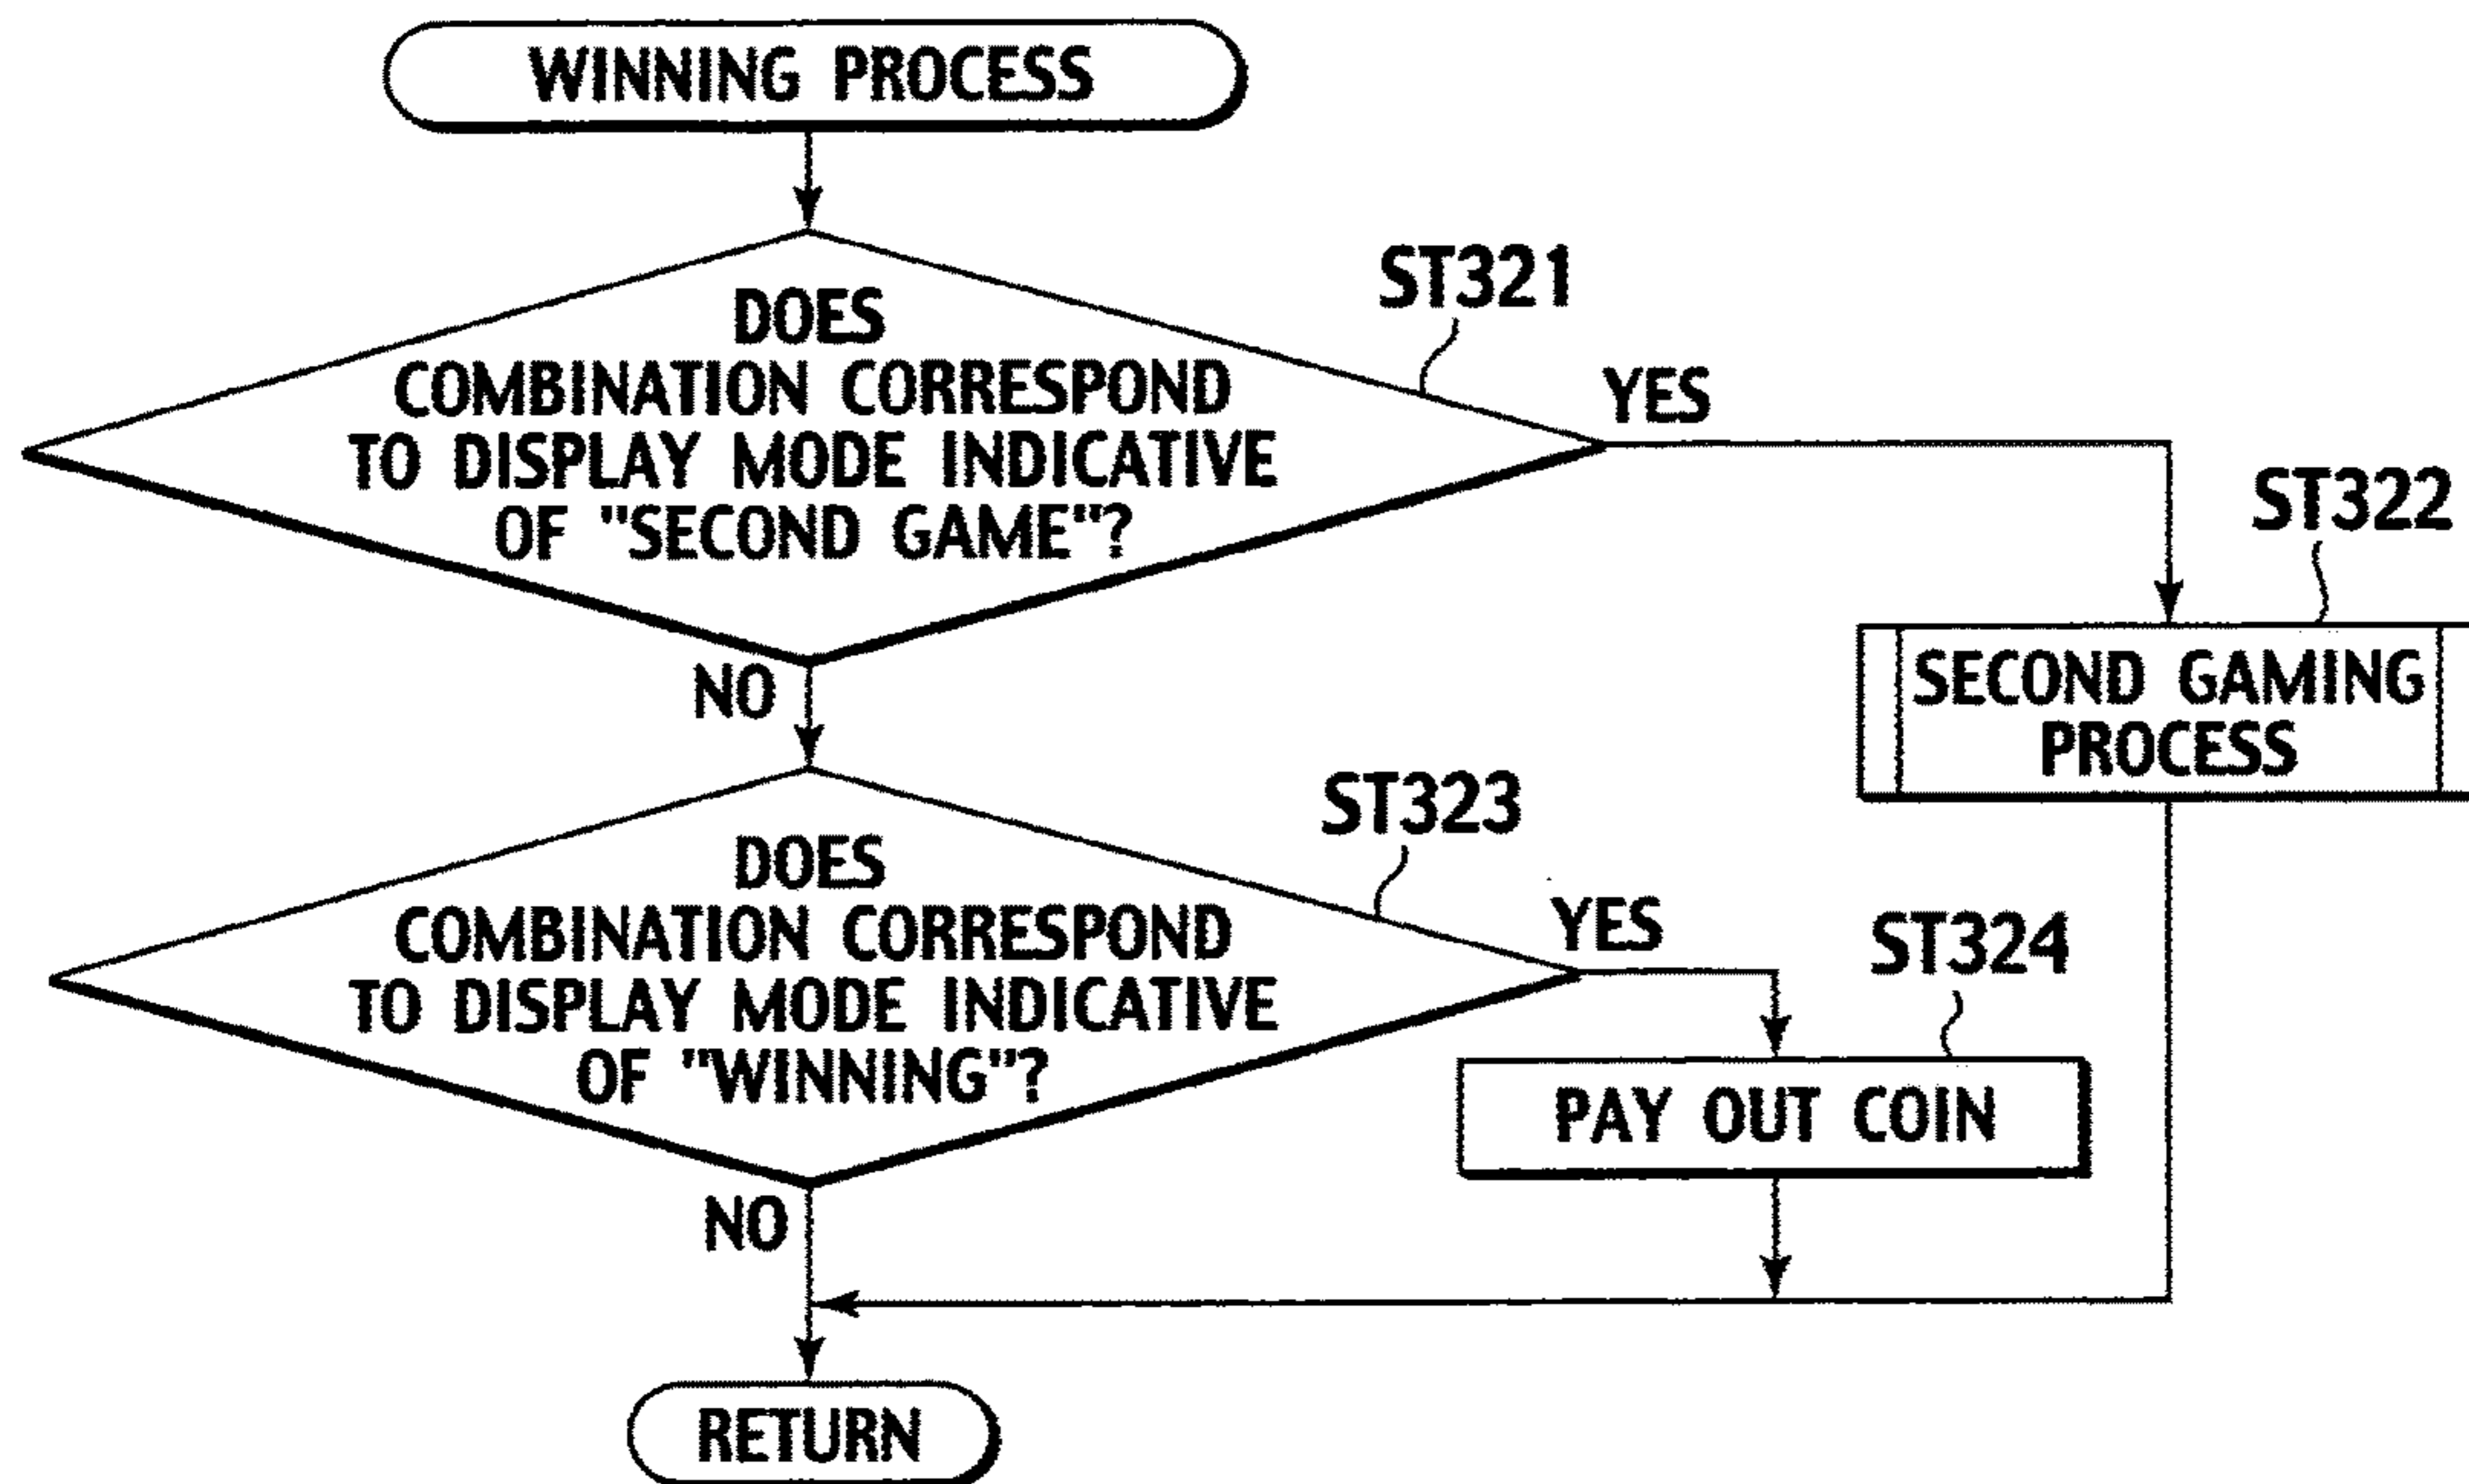 WINNING PROCESS
ST321
DOES
COMBINATION CORRESPOND
TO DISPLAY MODE INDICATIVE
OF "SECOND GAME"?
YES
ST322
SECOND GAMING
PROCESS
NO
ST323
DOES
COMBINATION CORRESPOND
TO DISPLAY MODE INDICATIVE
OF "WINNING"?
YES
ST324
PAY OUT COIN
NO
RETURN